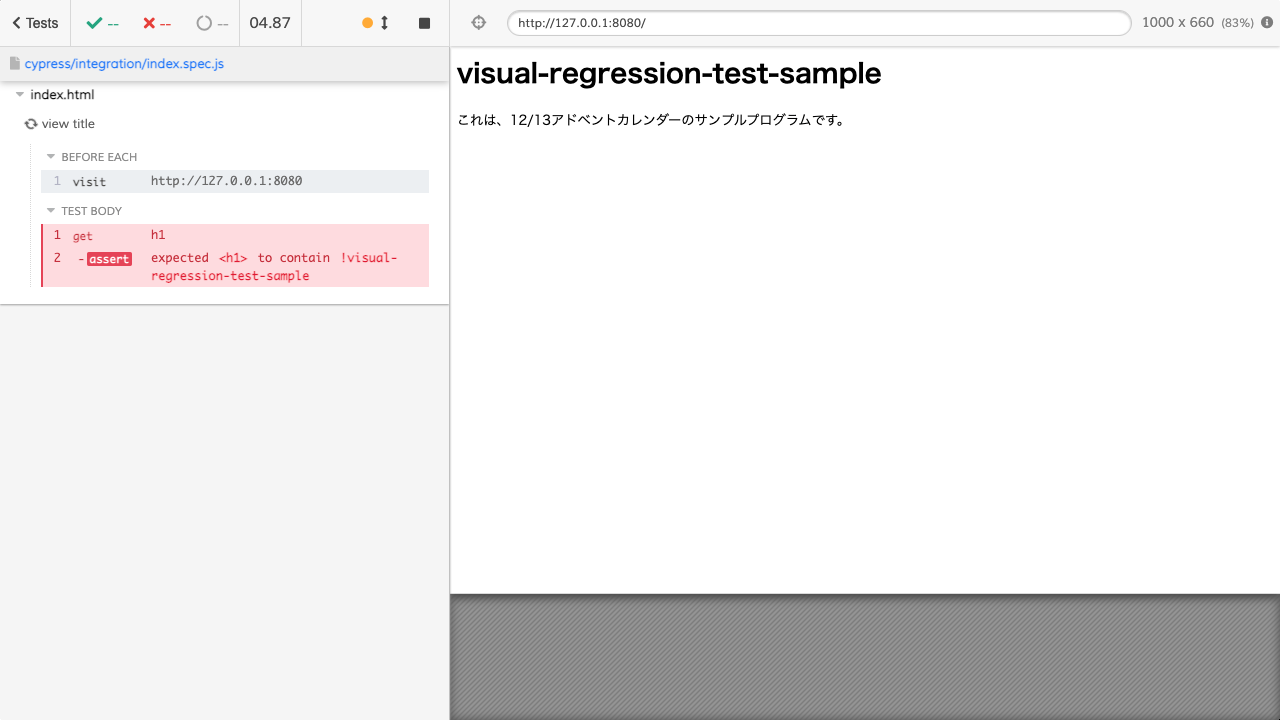 Tests -- -- -- 04.87
http://127.0.0.1:8080/ 1000 x 660 (83%)
cypress/integration/index.spec.js
index.html
view title
BEFORE EACH
1 visit http://127.0.0.1:8080
TEST BODY
1 get h1
2 -assert expected <h1> to contain !visual-
regression-test-sample
visual-regression-test-sample
これは、12/13アドベントカレンダーのサンプルプログラムです。